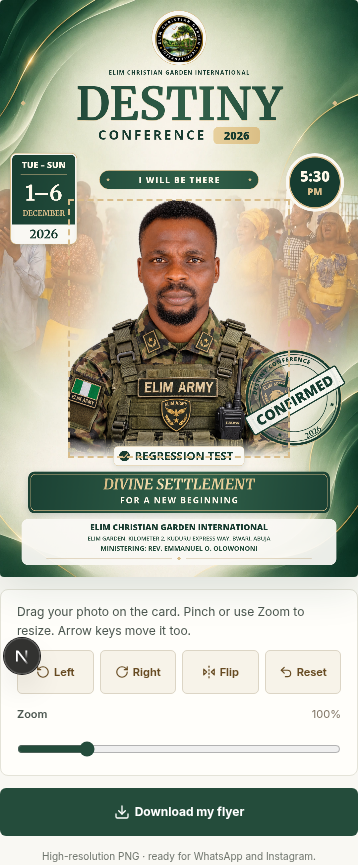 ELIM CHRISTIAN GARDEN INTERNATIONAL
DESTINY
CONFERENCE 2026
TUE – SUN
1–6
DECEMBER
2026
I WILL BE THERE
5:30
PM
ELIM ARMY
CONFERENCE
CONFIRMED
2026
REGRESSION TEST
DIVINE SETTLEMENT
FOR A NEW BEGINNING
ELIM CHRISTIAN GARDEN INTERNATIONAL
ELIM GARDEN: KILOMETER 2, KUDURU EXPRESS WAY, BWARI, ABUJA
MINISTERING: REV. EMMANUEL O. OLOWONONI
Drag your photo on the card. Pinch or use Zoom to
resize. Arrow keys move it too.
N
Left
Right
Flip
Reset
Zoom
100%
Download my flyer
High-resolution PNG · ready for WhatsApp and Instagram.